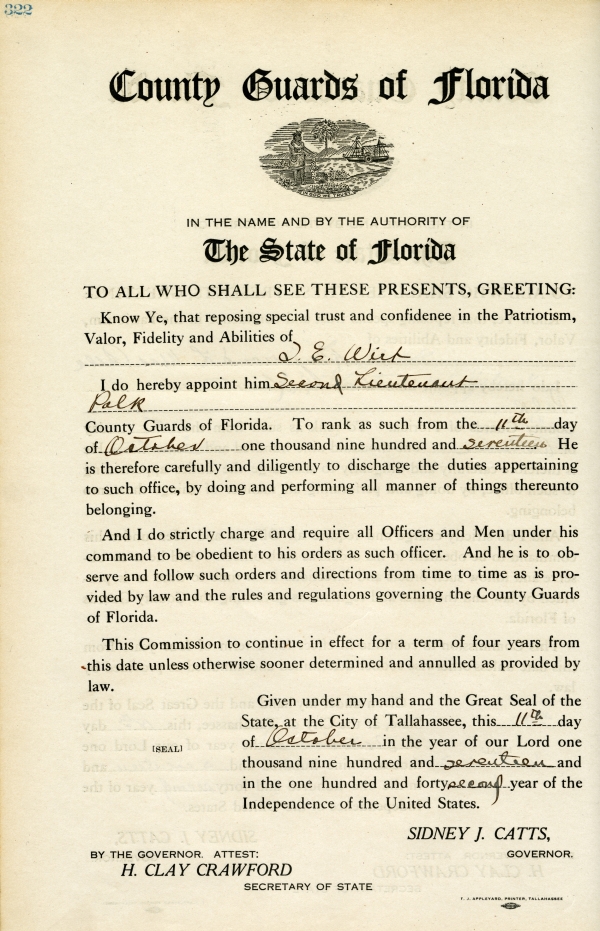 322
County Guards of Florida
IN GOD WE TRUST
IN THE NAME AND BY THE AUTHORITY OF
The State of Florida
TO ALL WHO SHALL SEE THESE PRESENTS, GREETING:
Know Ye, that reposing special trust and confidenee in the Patriotism,
Valor, Fidelity and Abilities of
E. Wirt
I do hereby appoint him Second Lieutenant
Polk
County Guards of Florida. To rank as such from the 11th day
of October one thousand nine hundred and seventeen He
is therefore carefully and diligently to discharge the duties appertaining
to such office, by doing and performing all manner of things thereunto
belonging.
And I do strictly charge and require all Officers and Men under his
command to be obedient to his orders as such officer. And he is to ob-
serve and follow such orders and directions from time to time as is pro-
vided by law and the rules and regulations governing the County Guards
of Florida.
This Commission to continue in effect for a term of four years from
this date unless otherwise sooner determined and annulled as provided by
law.
Given under my hand and the Great Seal of the
State, at the City of Tallahassee, this 11th day
of October in the year of our Lord one
[SEAL]
thousand nine hundred and seventeen and
in the one hundred and forty second year of the
Independence of the United States.
SIDNEY J. CATTS,
BY THE GOVERNOR. ATTEST: GOVERNOR.
H. CLAY CRAWFORD
SECRETARY OF STATE
T. J. APPLEYARD, PRINTER, TALLAHASSEE